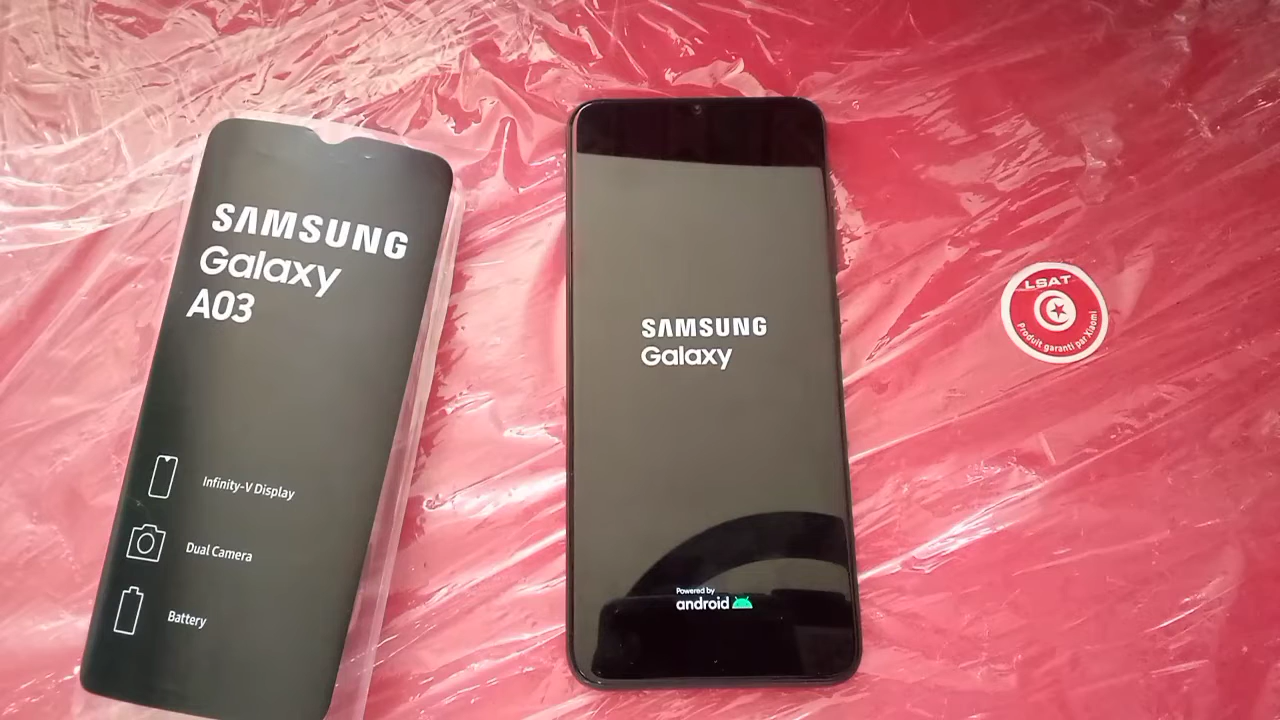 SAMSUNG
Galaxy
A03
Infinity-V Display
Dual Camera
Battery
SAMSUNG
Galaxy
Powered by
android
LSAT
Produit garanti par Xiaomi